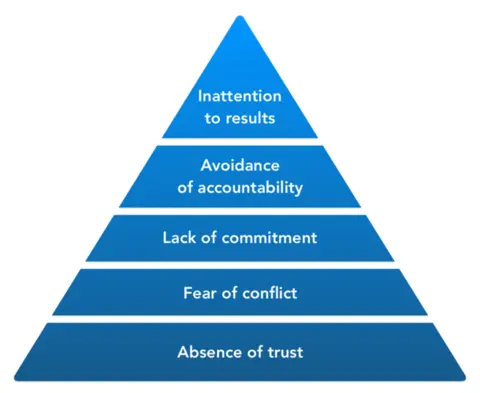 Inattention
to results
Avoidance
of accountability
Lack of commitment
Fear of conflict
Absence of trust